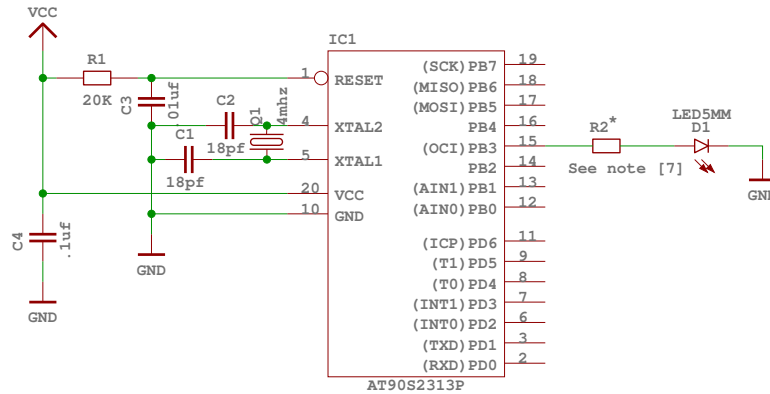 VCC
IC1
R1
20K
C3
.01uf
C2
18pf
Q1
4mhz
C1
18pf
C4
.1uf
GND
GND
1 RESET
4 XTAL2
5 XTAL1
20 VCC
10 GND
(SCK)PB7 19
(MISO)PB6 18
(MOSI)PB5 17
PB4 16
(OCI)PB3 15
PB2 14
(AIN1)PB1 13
(AIN0)PB0 12
(ICP)PD6 11
(T1)PD5 9
(T0)PD4 8
(INT1)PD3 7
(INT0)PD2 6
(TXD)PD1 3
(RXD)PD0 2
AT90S2313P
R2*
See note [7]
LED5MM
D1
GND